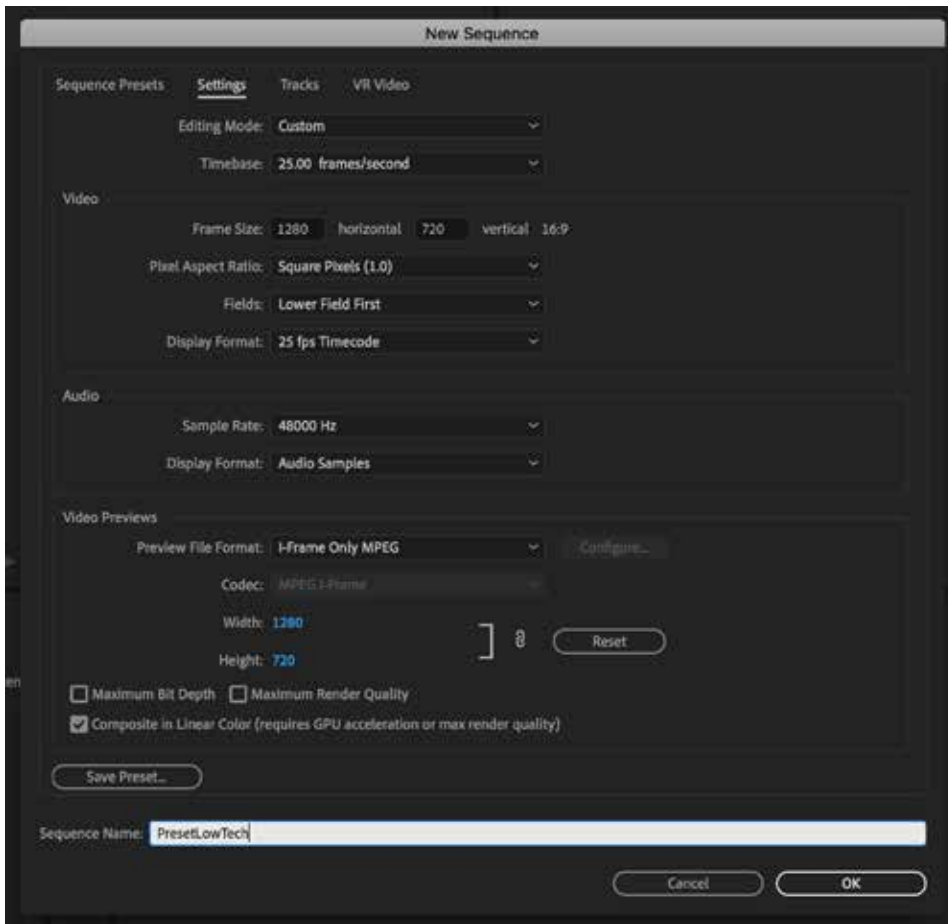 New Sequence
Sequence Presets Settings Tracks VR Video
Editing Mode: Custom
Timebase: 25.00 frames/second
Video
Frame Size: 1280 horizontal 720 vertical 16:9
Pixel Aspect Ratio: Square Pixels (1.0)
Fields: Lower Field First
Display Format: 25 fps Timecode
Audio
Sample Rate: 48000 Hz
Display Format: Audio Samples
Video Previews
Preview File Format: I-Frame Only MPEG Configure...
Codec: MPEG I-Frame
Width: 1280
Reset
Height: 720
en
Maximum Bit Depth Maximum Render Quality
Composite in Linear Color (requires GPU acceleration or max render quality)
Save Preset...
Sequence Name: PresetLowTech
Cancel OK